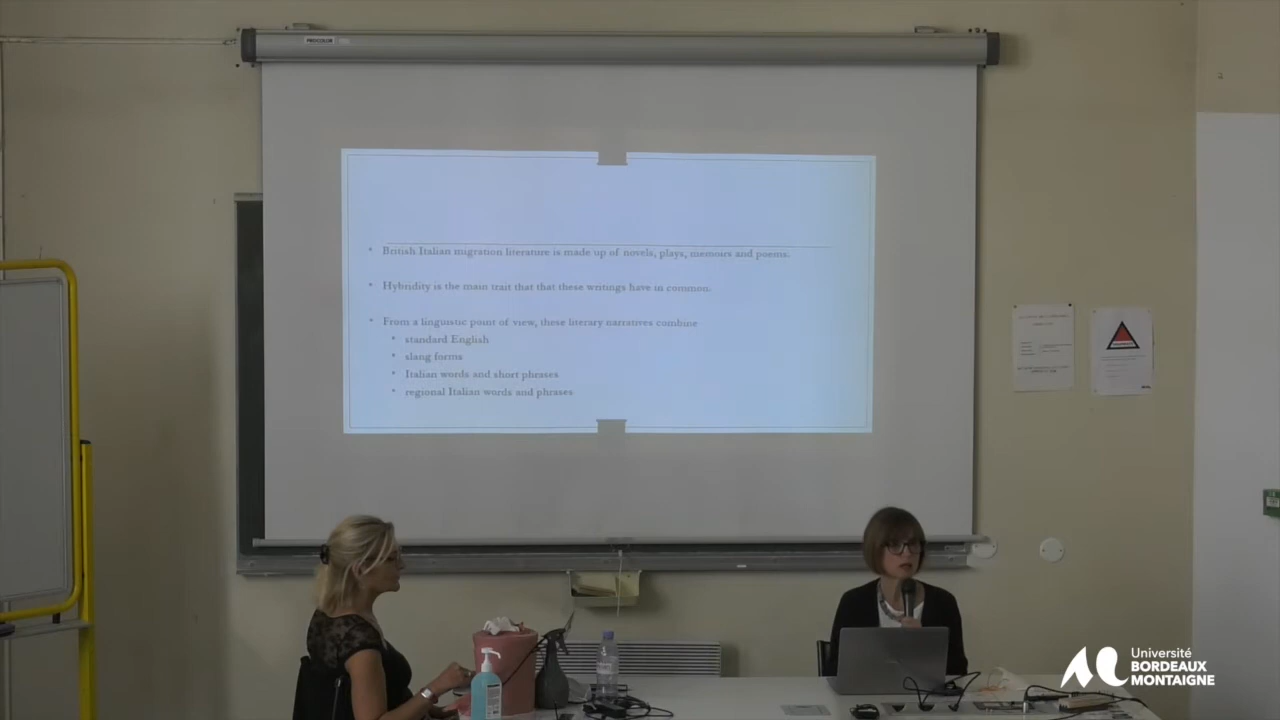 PROCOLOR
• British Italian migration literature is made up of novels, plays, memoirs and poems.
• Hybridity is the main trait that that these writings have in common.
• From a linguistic point of view, these literary narratives combine
• standard English
• slang forms
• Italian words and short phrases
• regional Italian words and phrases
Université
BORDEAUX
MONTAIGNE